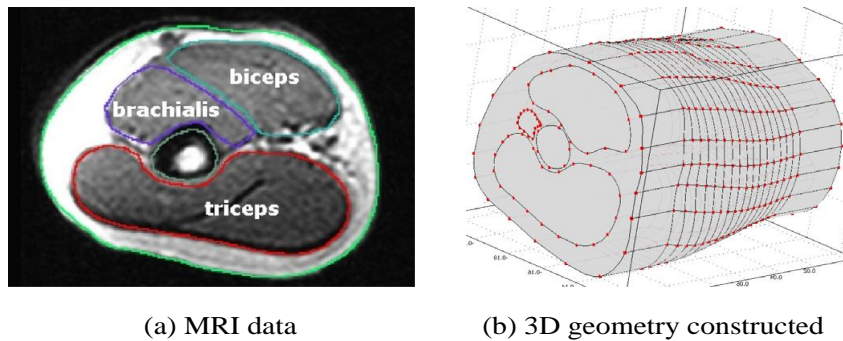 biceps
brachialis
triceps
(a) MRI data
(b) 3D geometry constructed